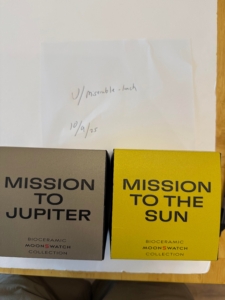 MISSION
TO
JUPITER
BIOCERAMIC
MOONSWATCH
COLLECTION
MISSION
TO THE
SUN
BIOCERAMIC
MOONSWATCH
COLLECTION